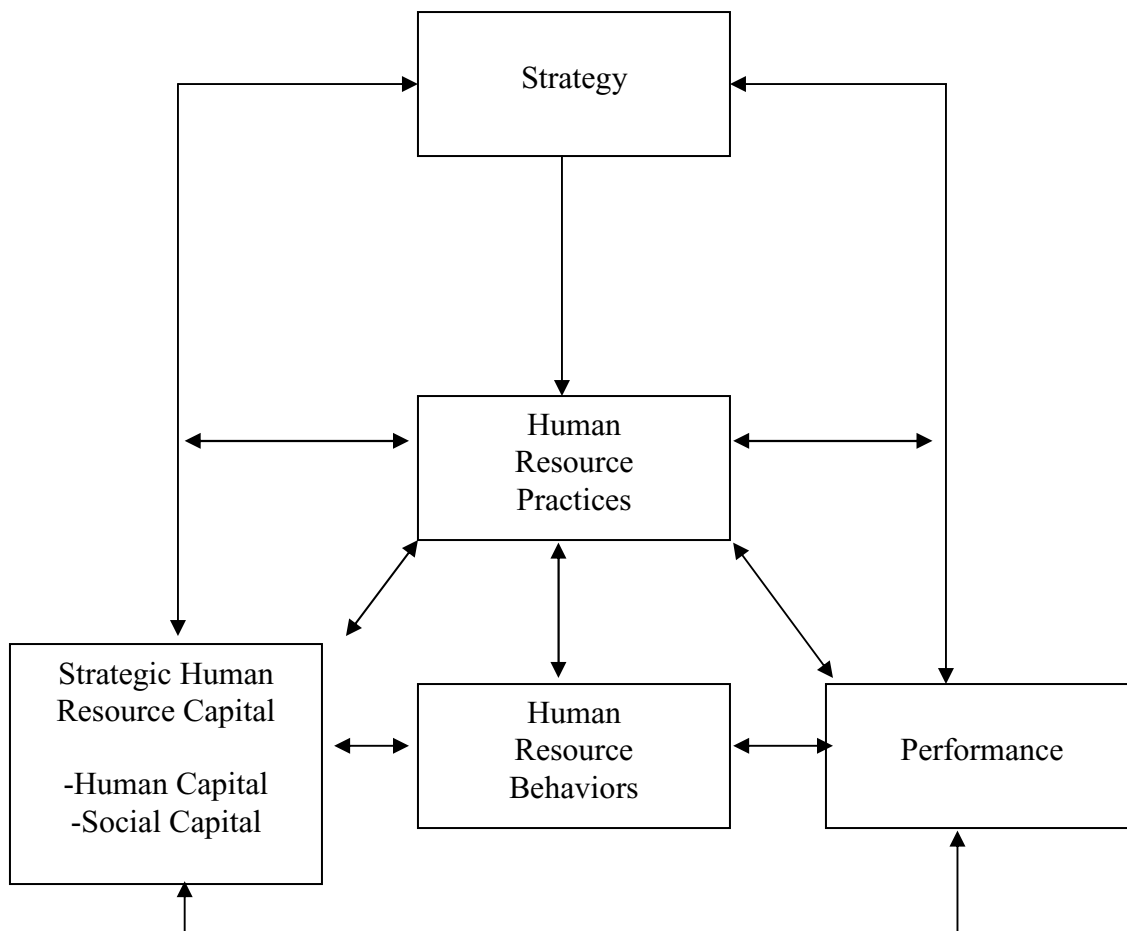 Strategy
Human
Resource
Practices
Strategic Human
Resource Capital
-Human Capital
-Social Capital
Human
Resource
Behaviors
Performance